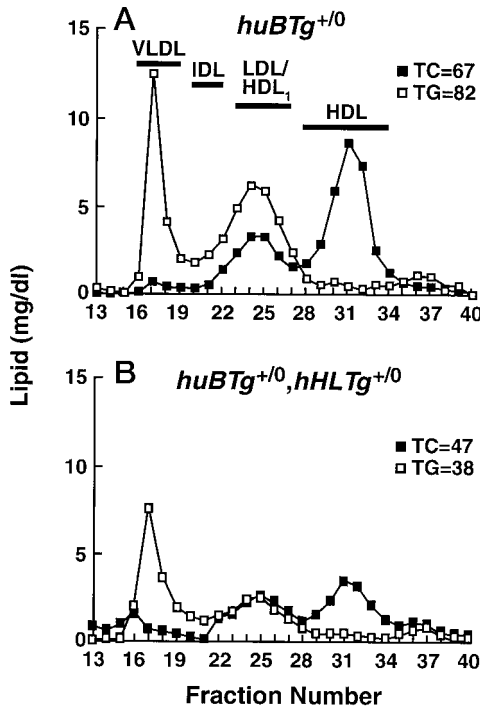 A huBTg+/0
VLDL IDL LDL/HDL1 HDL
■ TC=67
□ TG=82
15
10
5
0
13 16 19 22 25 28 31 34 37 40
Lipid (mg/dl)
B huBTg+/0,hHLTg+/0
■ TC=47
□ TG=38
15
10
5
0
13 16 19 22 25 28 31 34 37 40
Fraction Number